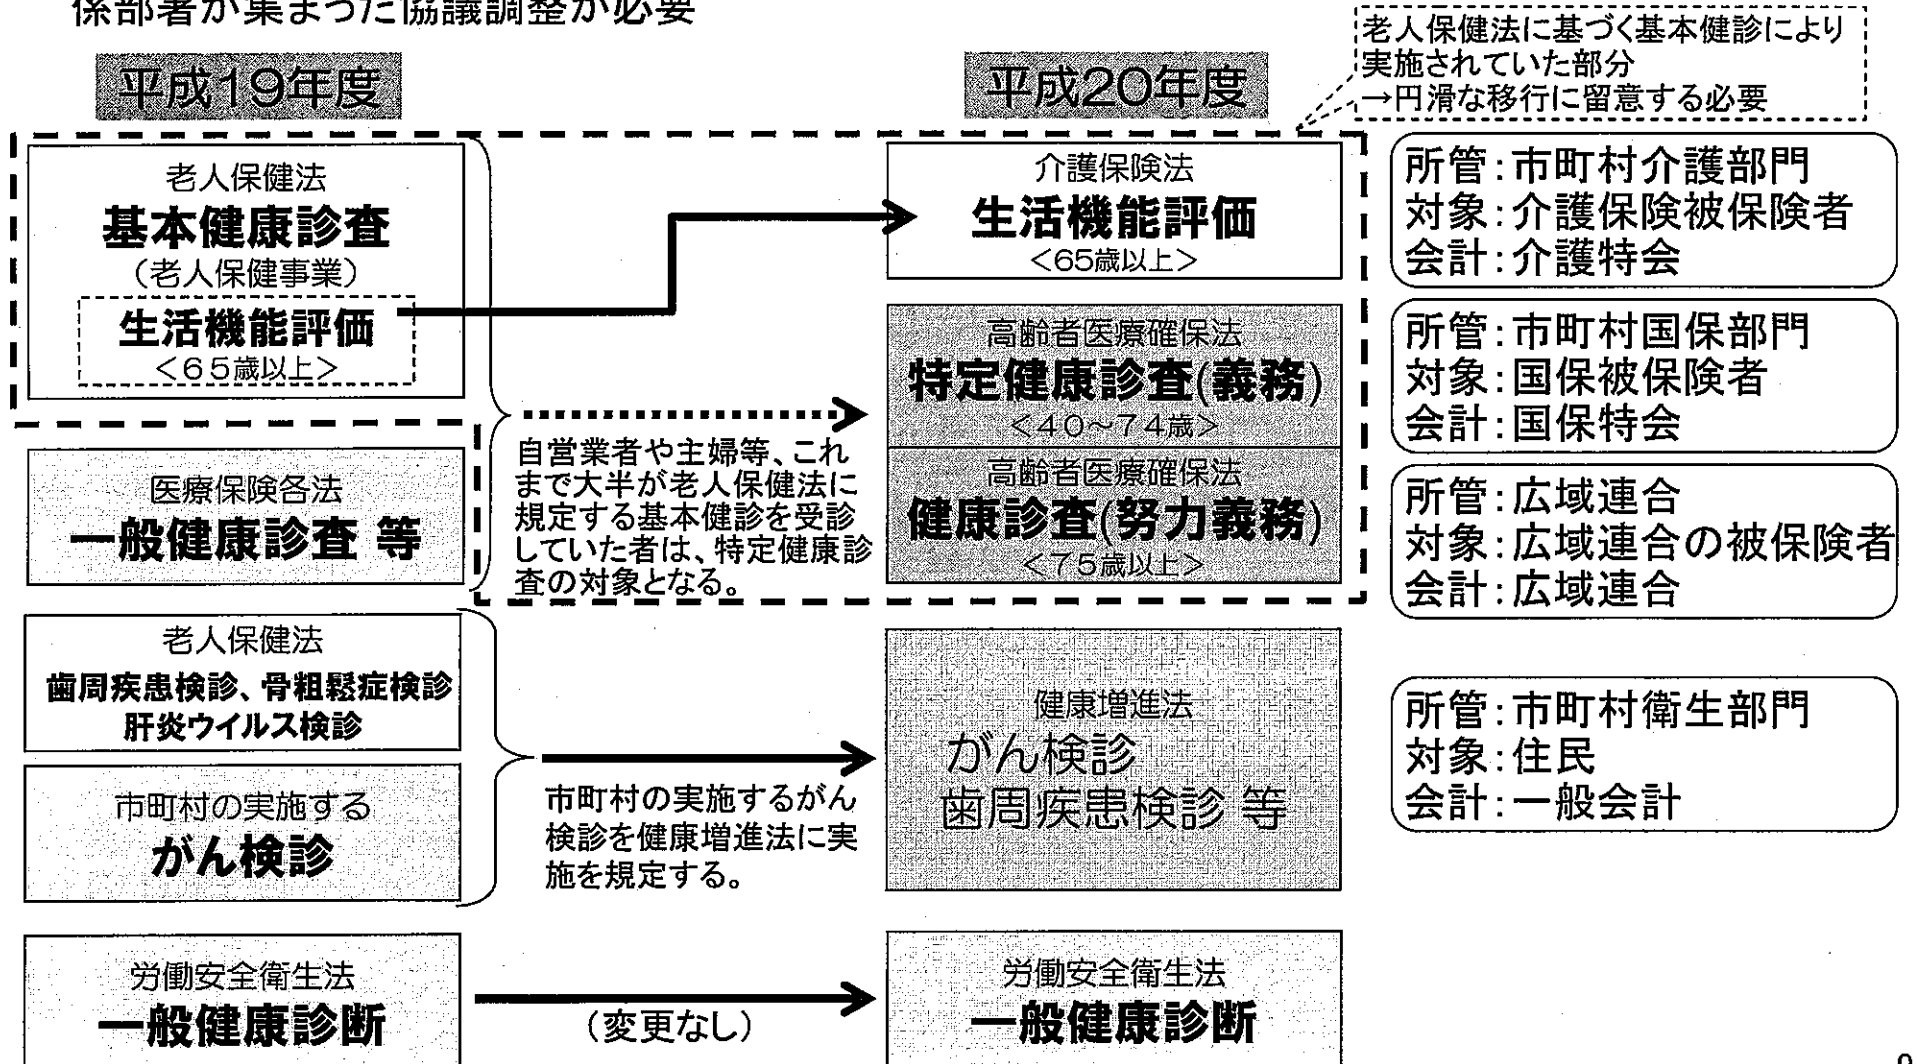 係部署が集まった協議調整が必要
平成19年度
平成20年度
老人保健法に基づく基本健診により
実施されていた部分
→円滑な移行に留意する必要
老人保健法
基本健康診査
(老人保健事業)
生活機能評価
<65歳以上>
医療保険各法
一般健康診査 等
自営業者や主婦等、これ
まで大半が老人保健法に
規定する基本健診を受診
していた者は、特定健康診
査の対象となる。
介護保険法
生活機能評価
<65歳以上>
高齢者医療確保法
特定健康診査(義務)
<40～74歳>
高齢者医療確保法
健康診査(努力義務)
<75歳以上>
所管:市町村介護部門
対象:介護保険被保険者
会計:介護特会
所管:市町村国保部門
対象:国保被保険者
会計:国保特会
所管:広域連合
対象:広域連合の被保険者
会計:広域連合
老人保健法
歯周疾患検診、骨粗鬆症検診
肝炎ウイルス検診
市町村の実施する
がん検診
市町村の実施するがん
検診を健康増進法に実
施を規定する。
健康増進法
がん検診
歯周疾患検診 等
所管:市町村衛生部門
対象:住民
会計:一般会計
労働安全衛生法
一般健康診断
(変更なし)
労働安全衛生法
一般健康診断